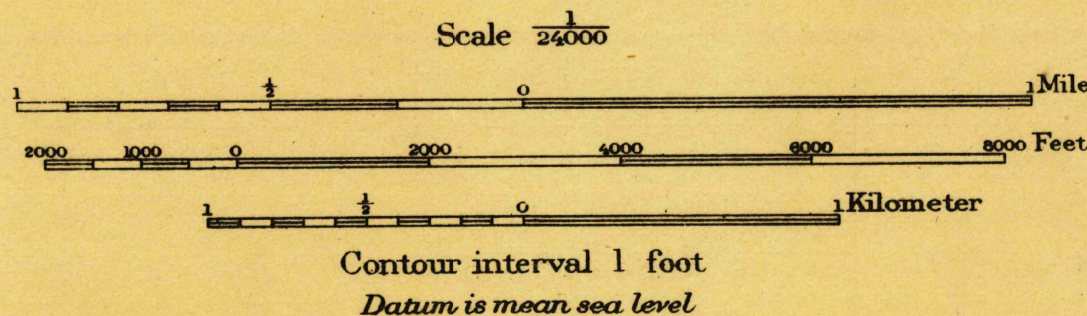 Scale 1/24000
1 ½ 0 1 Mile
2000 1000 0 2000 4000 6000 8000 Feet
1 ½ 0 1 Kilometer
Contour interval 1 foot
Datum is mean sea level